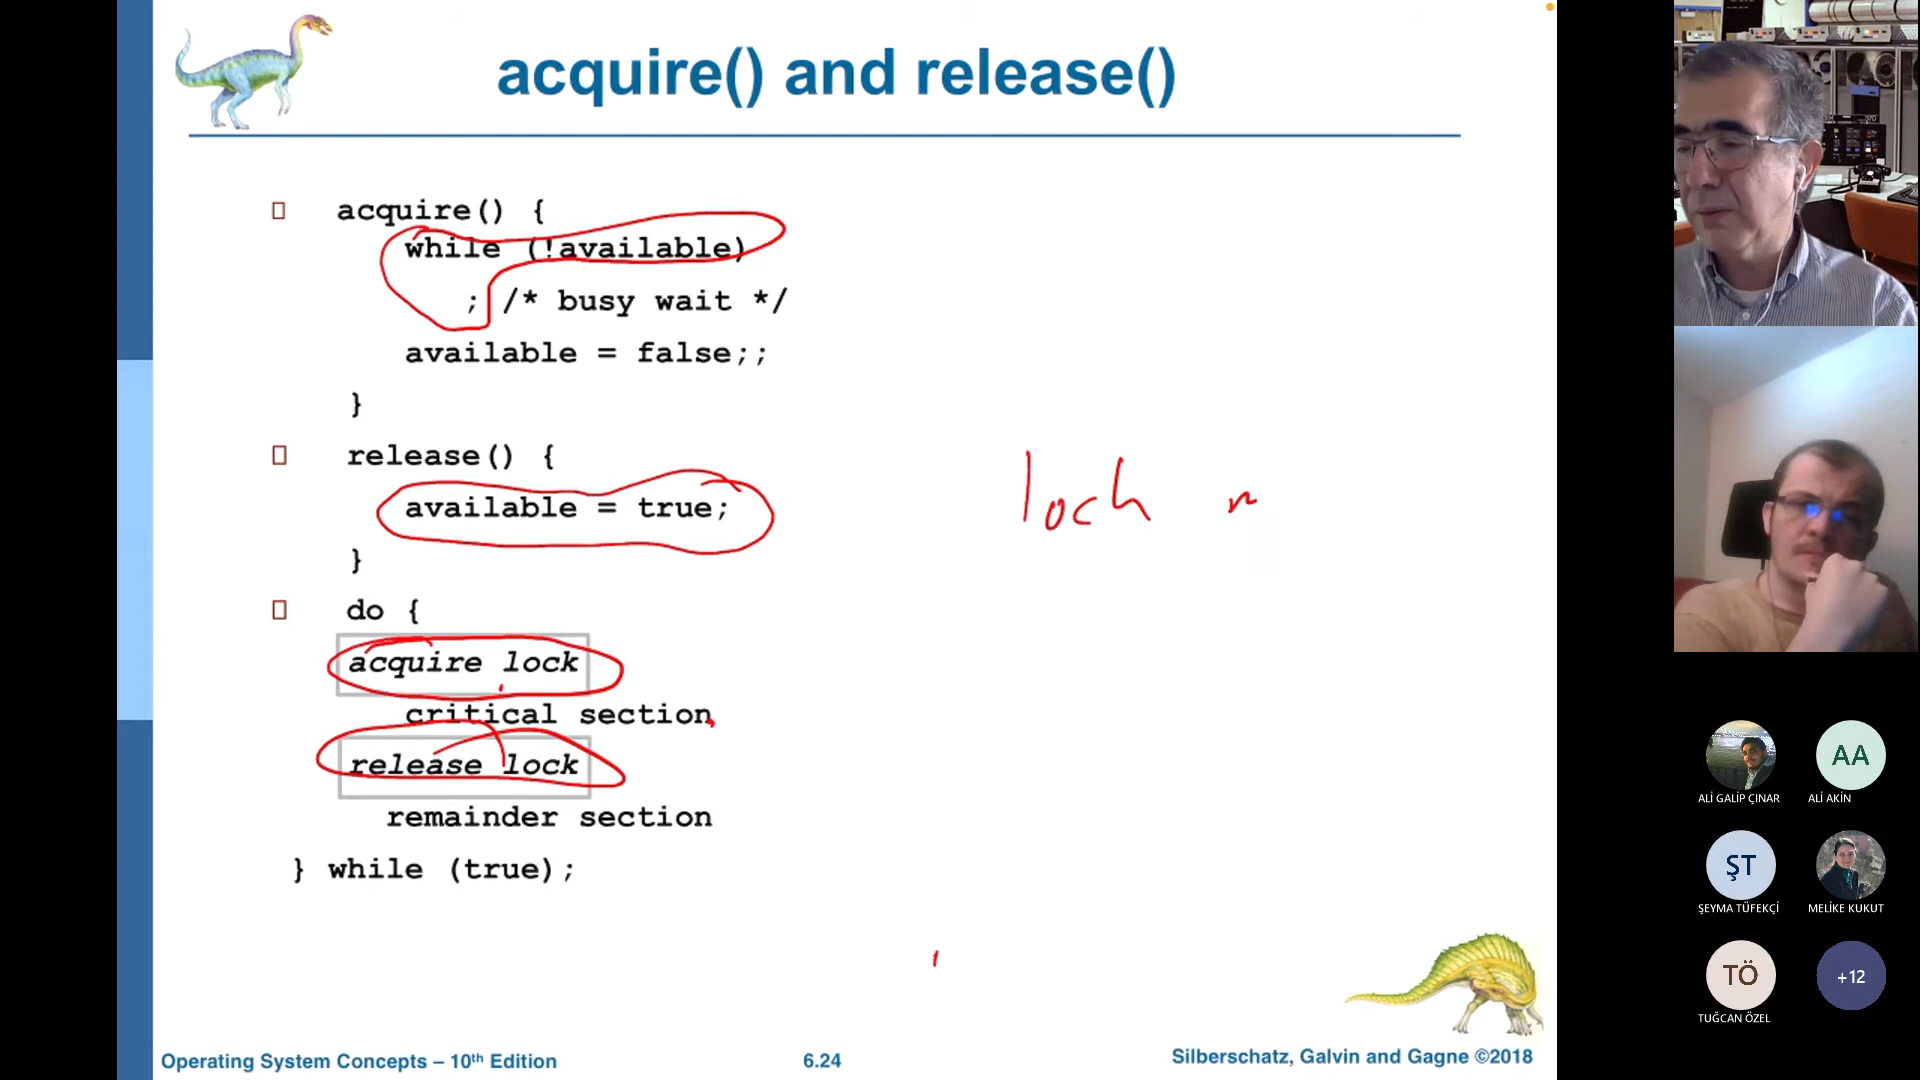 acquire() and release()
acquire() {
while (!available)
; /* busy wait */
available = false;;
}
release() {
available = true;
}
loch n
do {
acquire lock
critical section
release lock
remainder section
} while (true);
Operating System Concepts – 10th Edition
6.24
Silberschatz, Galvin and Gagne ©2018
AA
ALİ GALİP ÇINAR
ALİ AKİN
ŞT
ŞEYMA TÜFEKÇİ
MELİKE KUKUT
TÖ
+12
TUĞCAN ÖZEL